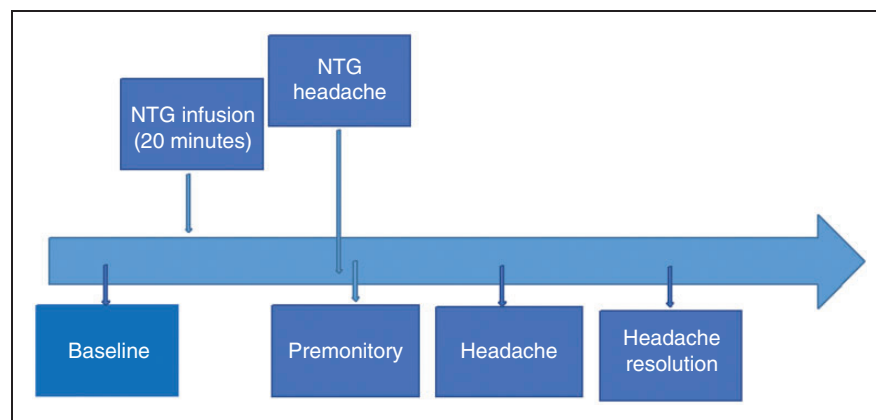 NTG infusion
(20 minutes)
NTG
headache
Baseline
Premonitory
Headache
Headache
resolution